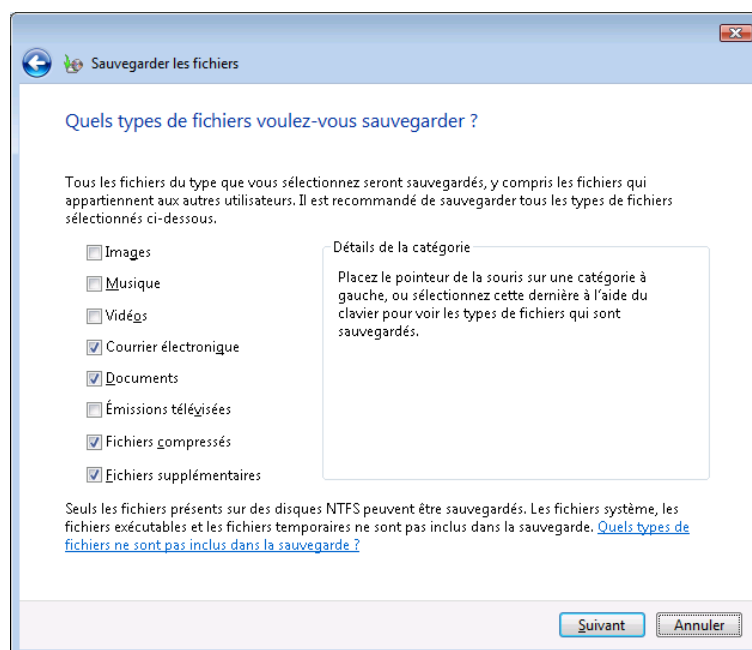 Sauvegarder les fichiers
Quels types de fichiers voulez-vous sauvegarder ?
Tous les fichiers du type que vous sélectionnez seront sauvegardés, y compris les fichiers qui
appartiennent aux autres utilisateurs. Il est recommandé de sauvegarder tous les types de fichiers
sélectionnés ci-dessous.
Images
Musique
Vidéos
Courrier électronique
Documents
Émissions télévisées
Fichiers compressés
Fichiers supplémentaires
Détails de la catégorie
Placez le pointeur de la souris sur une catégorie à
gauche, ou sélectionnez cette dernière à l'aide du
clavier pour voir les types de fichiers qui sont
sauvegardés.
Seuls les fichiers présents sur des disques NTFS peuvent être sauvegardés. Les fichiers système, les
fichiers exécutables et les fichiers temporaires ne sont pas inclus dans la sauvegarde. Quels types de
fichiers ne sont pas inclus dans la sauvegarde ?
Suivant
Annuler